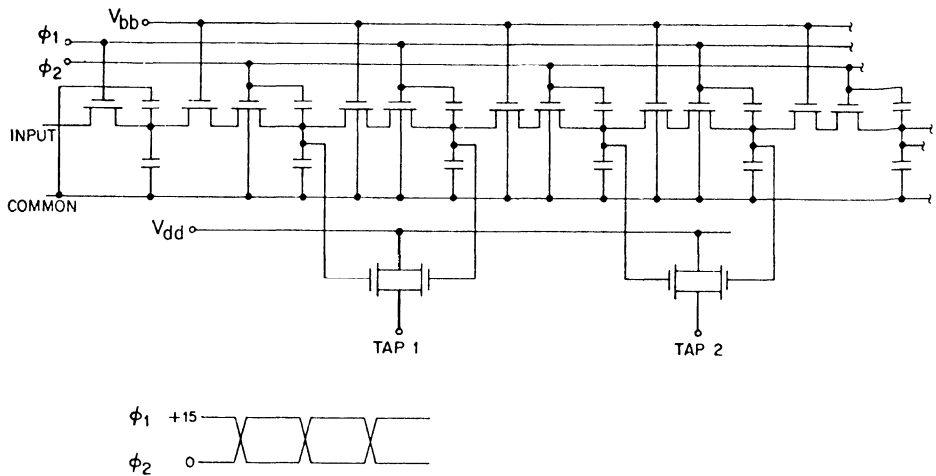 Vbb
ϕ1
ϕ2
INPUT
COMMON
Vdd
TAP 1
TAP 2
ϕ1 +15
ϕ2 0